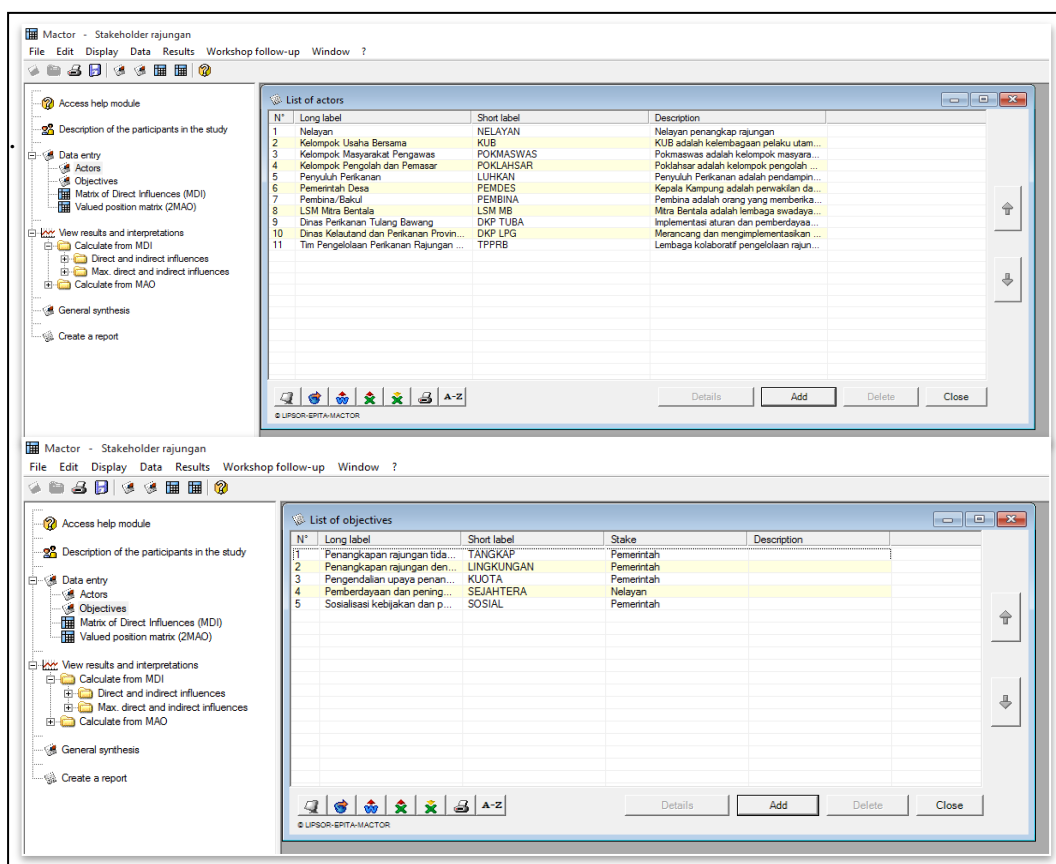 Mactor - Stakeholder rajungan
File Edit Display Data Results Workshop follow-up Window ?
Access help module
Description of the participants in the study
Data entry
Actors
Objectives
Matrix of Direct Influences (MDI)
Valued position matrix (2MAO)
View results and interpretations
Calculate from MDI
Direct and indirect influences
Max. direct and indirect influences
Calculate from MAO
General synthesis
Create a report
List of actors
N° Long label Short label Description
1 Nelayan NELAYAN Nelayan penangkap rajungan
2 Kelompok Usaha Bersama KUB KUB adalah kelembagaan pelaku utam...
3 Kelompok Masyarakat Pengawas POKMASWAS Pokmaswas adalah kelompok masyara...
4 Kelompok Pengolah dan Pemasar POKLAHSAR Poklahsar adalah kelompok pengolah ...
5 Penyuluh Perikanan LUHKAN Penyuluh Perikanan adalah pendampin...
6 Pemerintah Desa PEMDES Kepala Kampung adalah perwakilan da...
7 Pembina/Bakul PEMBINA Pembina adalah orang yang memberika...
8 LSM Mitra Bentala LSM MB Mitra Bentala adalah lembaga swadaya...
9 Dinas Perikanan Tulang Bawang DKP TUBA Implementasi aturan dan pemberdayaa...
10 Dinas Kelautand dan Perikanan Provin... DKP LPG Merancang dan mengimplementasikan ...
11 Tim Pengelolaan Perikanan Rajungan ... TPPRB Lembaga kolaboratif pengelolaan rajun...
A-Z
Details Add Delete Close
© LIPSOR-EPITA-MACTOR
Mactor - Stakeholder rajungan
File Edit Display Data Results Workshop follow-up Window ?
Access help module
Description of the participants in the study
Data entry
Actors
Objectives
Matrix of Direct Influences (MDI)
Valued position matrix (2MAO)
View results and interpretations
Calculate from MDI
Direct and indirect influences
Max. direct and indirect influences
Calculate from MAO
General synthesis
Create a report
List of objectives
N° Long label Short label Stake Description
1 Penangkapan rajungan tida... TANGKAP Pemerintah
2 Penangkapan rajungan den... LINGKUNGAN Pemerintah
3 Pengendalian upaya penan... KUOTA Pemerintah
4 Pemberdayaan dan pening... SEJAHTERA Nelayan
5 Sosialisasi kebijakan dan p... SOSIAL Pemerintah
A-Z
Details Add Delete Close
© LIPSOR-EPITA-MACTOR